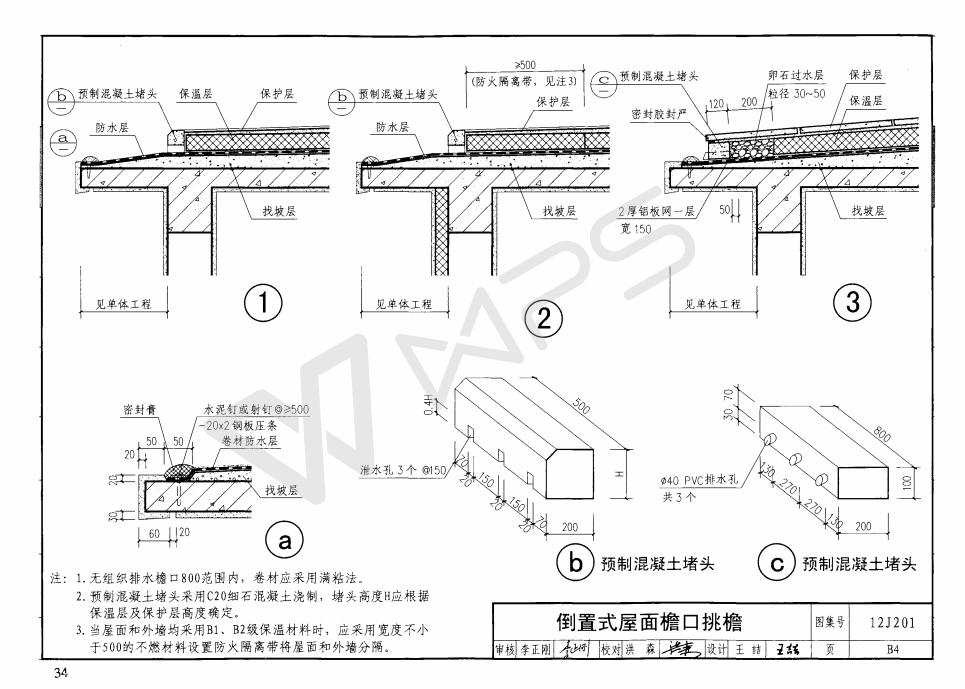 ≥500
(防火隔离带，见注3)
b
预制混凝土堵头
保温层
保护层
防水层
a
找坡层
见单体工程
1
b
预制混凝土堵头
保护层
防水层
找坡层
见单体工程
2
c
预制混凝土堵头
卵石过水层
粒径 30~50
保护层
保温层
120
200
密封胶封严
2厚铝板网一层
宽150
50
找坡层
见单体工程
3
密封膏
水泥钉或射钉@≥500
-20x2钢板压条
卷材防水层
50
50
20
20
找坡层
30
60
20
a
0.4H
500
泄水孔 3 个 @150
70
20
150
20
150
20
70
H
200
b
预制混凝土堵头
70
30
800
ø40 PVC排水孔
共3个
130
270
270
130
100
200
c
预制混凝土堵头
注: 1.无组织排水檐口800范围内，卷材应采用满粘法。
2.预制混凝土堵头采用C20细石混凝土浇制，堵头高度H应根据
保温层及保护层高度确定。
3.当屋面和外墙均采用B1、B2级保温材料时，应采用宽度不小
于500的不燃材料设置防火隔离带将屋面和外墙分隔。
倒置式屋面檐口挑檐
图集号
12J201
审核 李正刚 校对 洪 森 设计 王 喆
页
B4
34
WPS